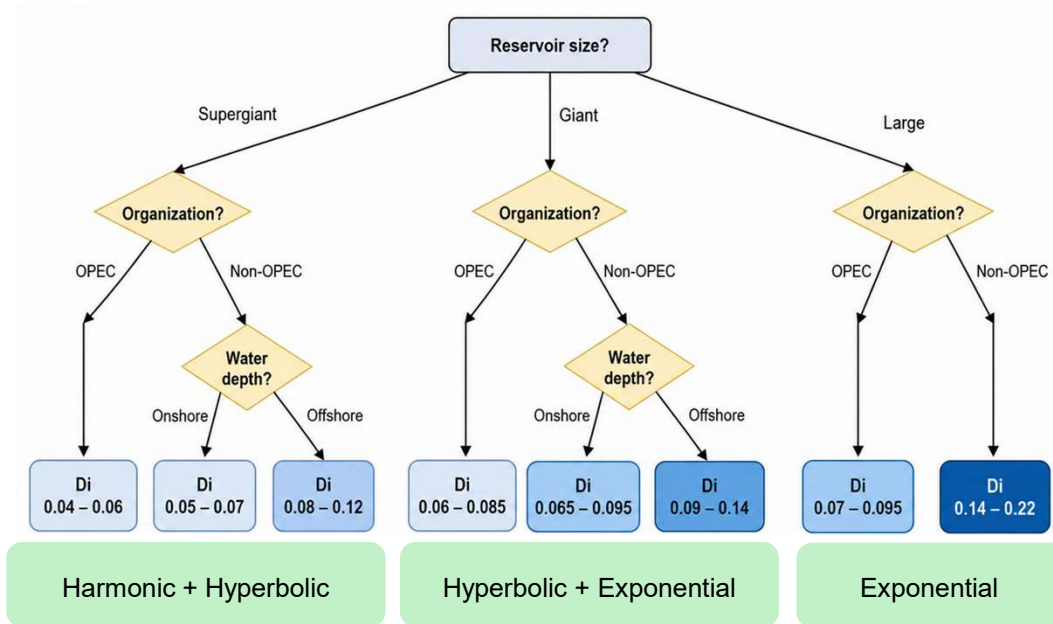 Reservoir size?
Supergiant
Giant
Large
Organization?
Organization?
Organization?
OPEC
Non-OPEC
OPEC
Non-OPEC
OPEC
Non-OPEC
Water
depth?
Water
depth?
Onshore
Offshore
Onshore
Offshore
Di
0.04 – 0.06
Di
0.05 – 0.07
Di
0.08 – 0.12
Di
0.06 – 0.085
Di
0.065 – 0.095
Di
0.09 – 0.14
Di
0.07 – 0.095
Di
0.14 – 0.22
Harmonic + Hyperbolic
Hyperbolic + Exponential
Exponential